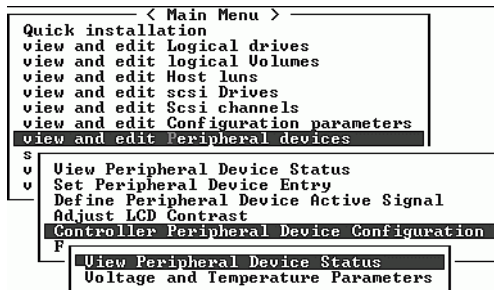 < Main Menu >
Quick installation
view and edit Logical drives
view and edit logical Volumes
view and edit Host luns
view and edit scsi Drives
view and edit Scsi channels
view and edit Configuration parameters
view and edit Peripheral devices
s
v
v
View Peripheral Device Status
Set Peripheral Device Entry
Define Peripheral Device Active Signal
Adjust LCD Contrast
Controller Peripheral Device Configuration
F
View Peripheral Device Status
Voltage and Temperature Parameters